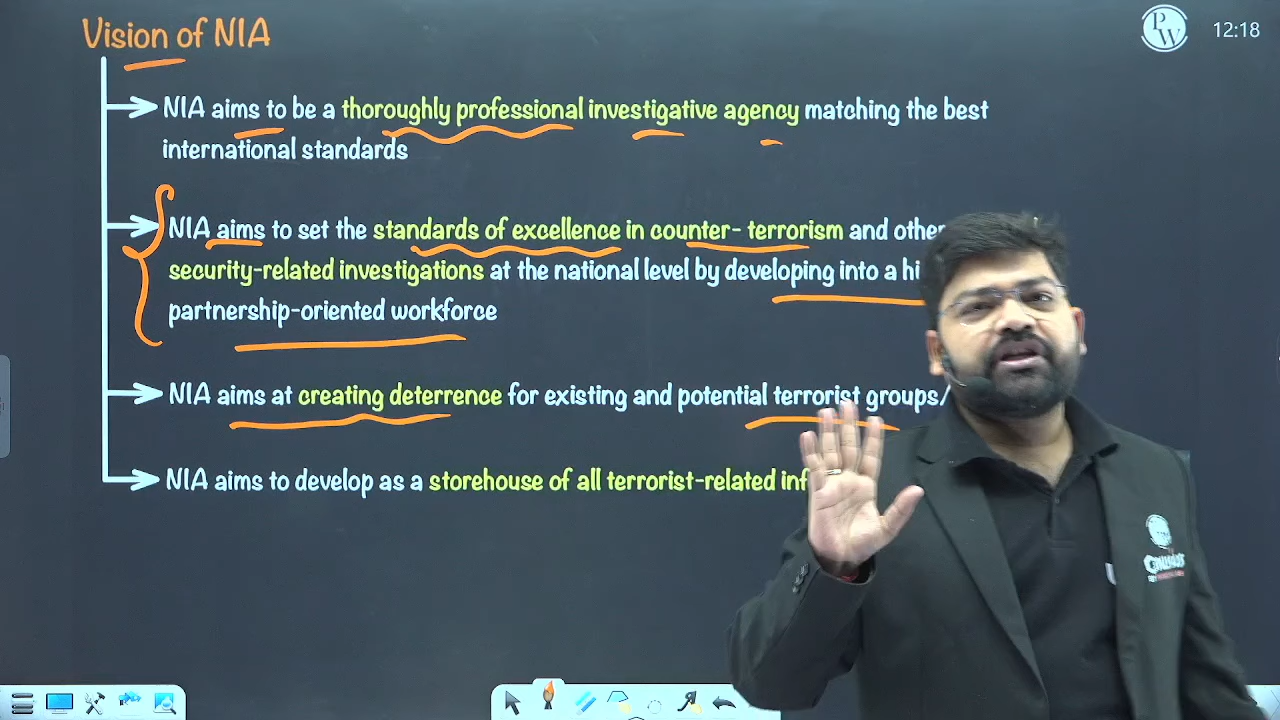 Vision of NIA
PW
12:18
NIA aims to be a thoroughly professional investigative agency matching the best
international standards
NIA aims to set the standards of excellence in counter- terrorism and other
security-related investigations at the national level by developing into a
partnership-oriented workforce
NIA aims at creating deterrence for existing and potential terrorist groups/
NIA aims to develop as a storehouse of all terrorist-related